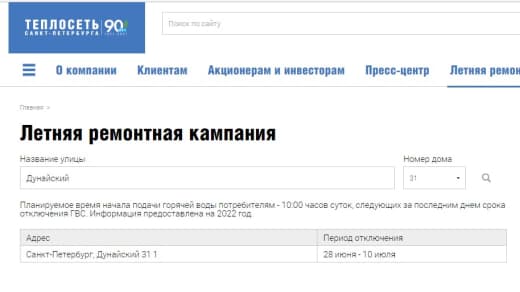 ТЕПЛОСЕТЬ
САНКТ-ПЕТЕРБУРГА
90
Поиск по сайту
О компании Клиентам Акционерам и инвесторам Пресс-центр Летняя ремон
Главная »
Летняя ремонтная кампания
Название улицы Номер дома
Дунайский 31
Планируемое время начала подачи горячей воды потребителям - 10:00 часов суток, следующих за последним днем срока
отключения ГВС. Информация предоставлена на 2022 год.
Адрес Период отключения
Санкт-Петербург, Дунайский 31 1 28 июня - 10 июля